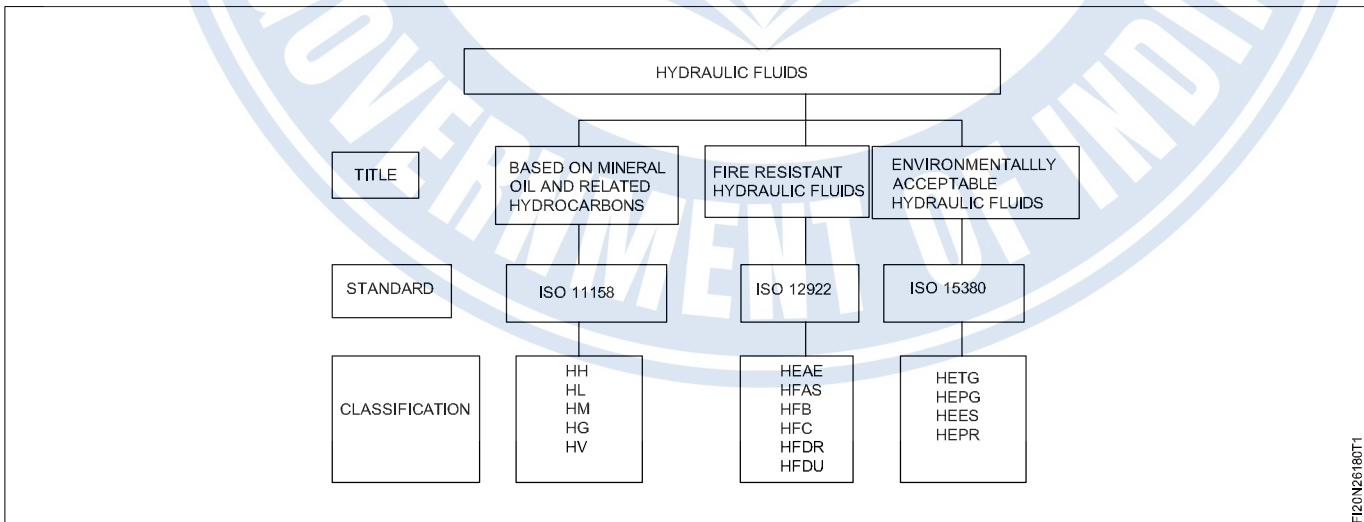 HYDRAULIC FLUIDS
TITLE
BASED ON MINERAL
OIL AND RELATED
HYDROCARBONS
FIRE RESISTANT
HYDRAULIC FLUIDS
ENVIRONMENTALLLY
ACCEPTABLE
HYDRAULIC FLUIDS
STANDARD
ISO 11158
ISO 12922
ISO 15380
CLASSIFICATION
HH
HL
HM
HG
HV
HEAE
HFAS
HFB
HFC
HFDR
HFDU
HETG
HEPG
HEES
HEPR
FI20N26180T1